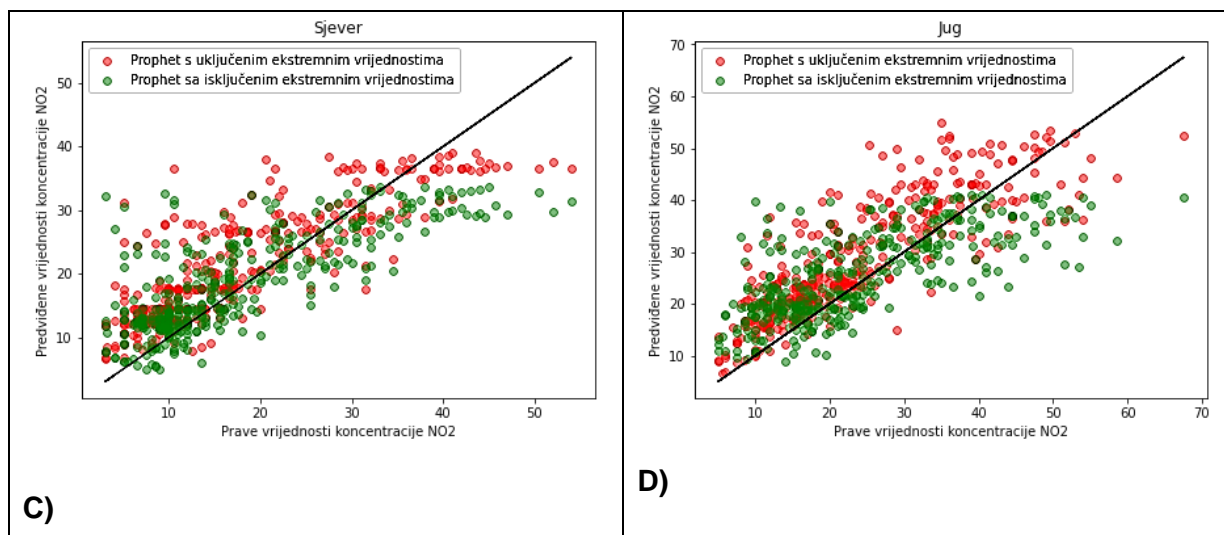 Sjever
Prophet s uključenim ekstremnim vrijednostima
Prophet sa isključenim ekstremnim vrijednostima
Predviđene vrijednosti koncentracije NO2
50
40
30
20
10
10
20
30
40
50
Prave vrijednosti koncentracije NO2
C)
Jug
Prophet s uključenim ekstremnim vrijednostima
Prophet sa isključenim ekstremnim vrijednostima
Predviđene vrijednosti koncentracije NO2
70
60
50
40
30
20
10
10
20
30
40
50
60
70
Prave vrijednosti koncentracije NO2
D)